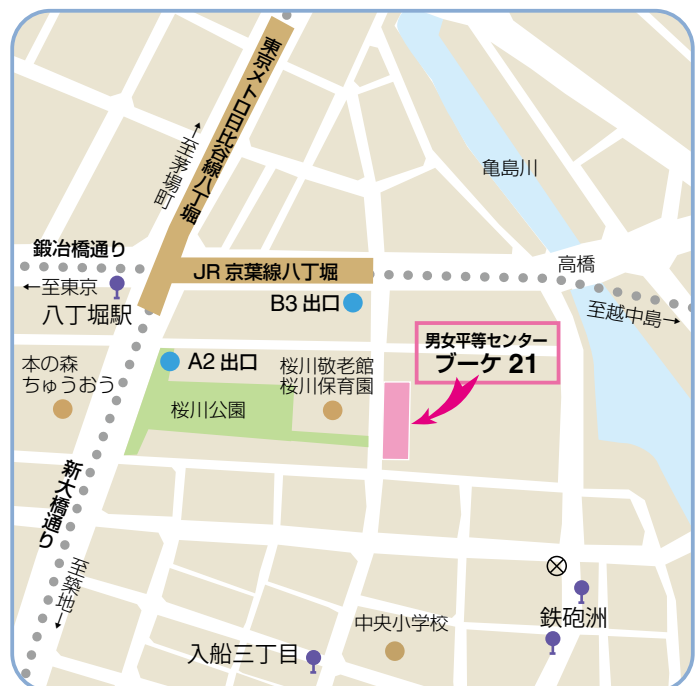 東京メトロ日比谷線八丁堀
←至茅場町
亀島川
鍛冶橋通り
JR 京葉線八丁堀
高橋
←至東京
八丁堀駅
B3 出口
至越中島→
男女平等センター
ブーケ 21
A2 出口
本の森
ちゅうおう
桜川敬老館
桜川保育園
桜川公園
新大橋通り
至築地→
鉄砲洲
中央小学校
入船三丁目